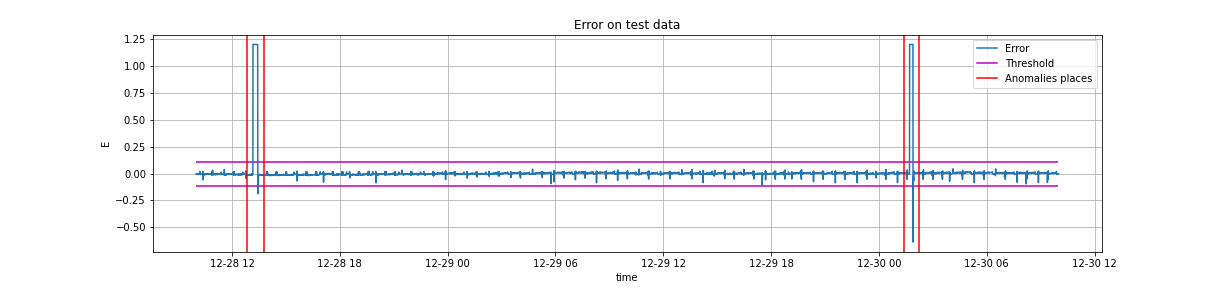 Error on test data
1.25
1.00
0.75
0.50
0.25
0.00
−0.25
−0.50
E
Error
Threshold
Anomalies places
12-28 12
12-28 18
12-29 00
12-29 06
12-29 12
12-29 18
12-30 00
12-30 06
12-30 12
time